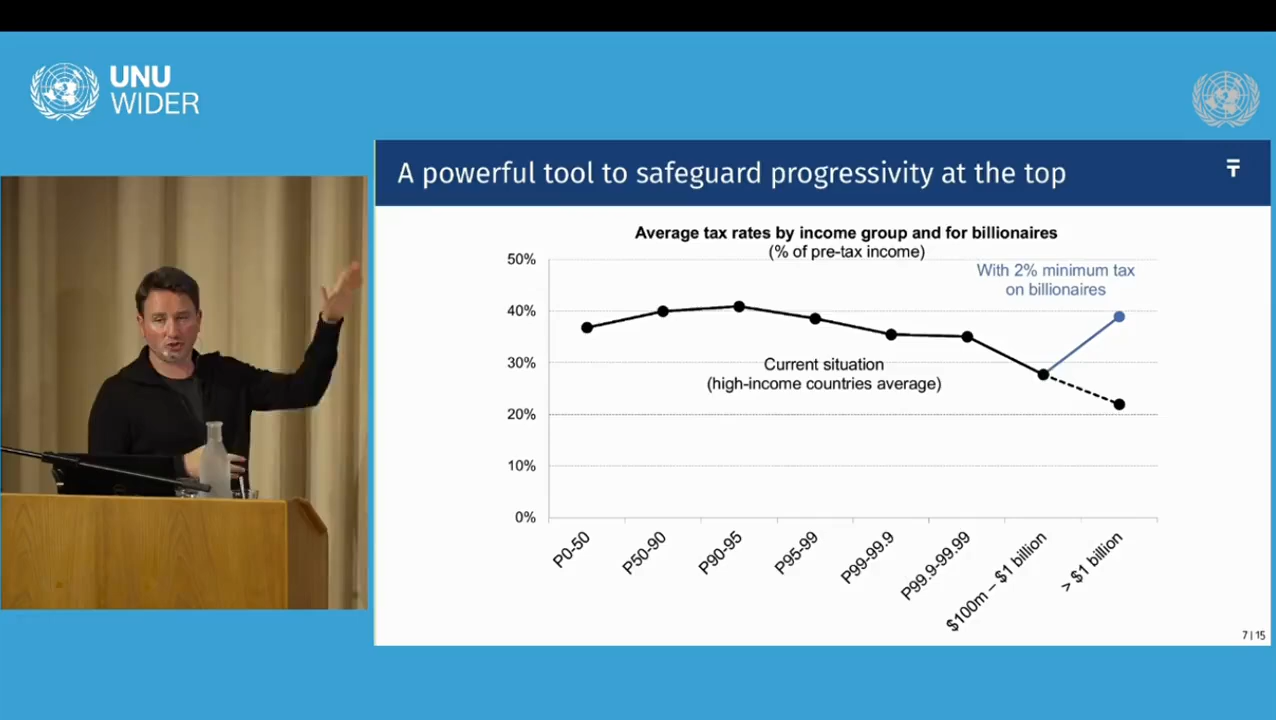 UNU
WIDER
A powerful tool to safeguard progressivity at the top
Average tax rates by income group and for billionaires
(% of pre-tax income)
50%
40%
30%
20%
10%
0%
With 2% minimum tax
on billionaires
Current situation
(high-income countries average)
P0-50
P50-90
P90-95
P95-99
P99-99.9
P99.9-99.99
$100m – $1 billion
> $1 billion
7 | 15